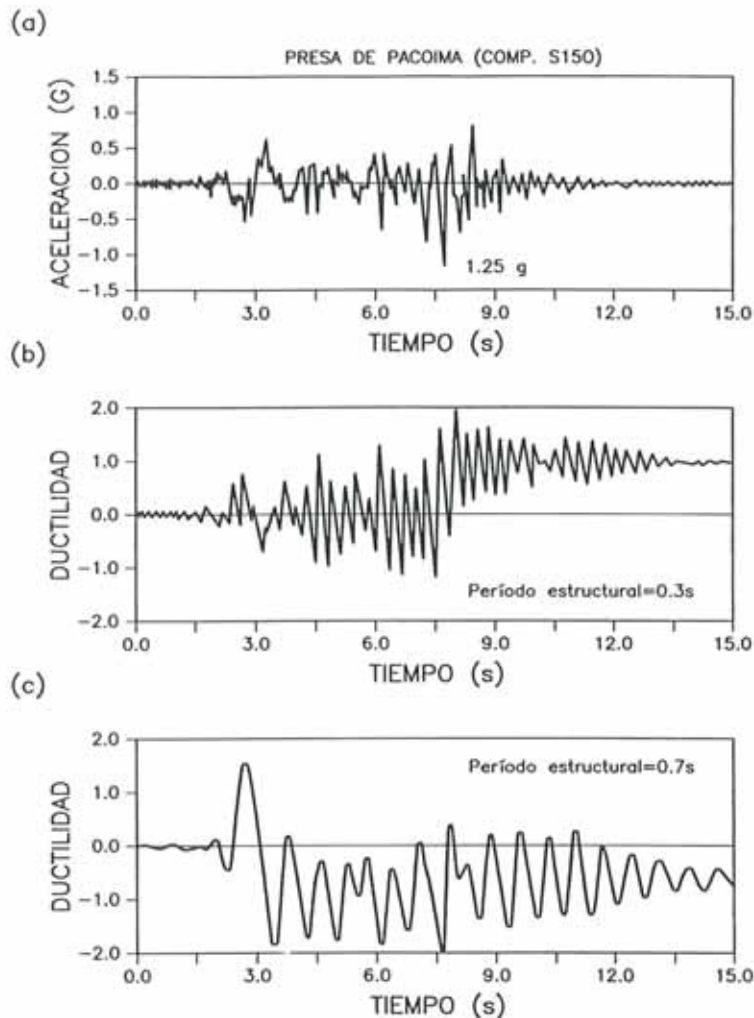 (a)
PRESA DE PACOIMA (COMP. S15O)
ACELERACION (G)
1.5
1.0
0.5
0.0
−0.5
−1.0
−1.5
1.25 g
0.0 3.0 6.0 9.0 12.0 15.0
TIEMPO (s)
(b)
DUCTILIDAD
2.0
1.0
0.0
−1.0
−2.0
Período estructural=0.3s
0.0 3.0 6.0 9.0 12.0 15.0
TIEMPO (s)
(c)
DUCTILIDAD
2.0
1.0
0.0
−1.0
−2.0
Período estructural=0.7s
0.0 3.0 6.0 9.0 12.0 15.0
TIEMPO (s)